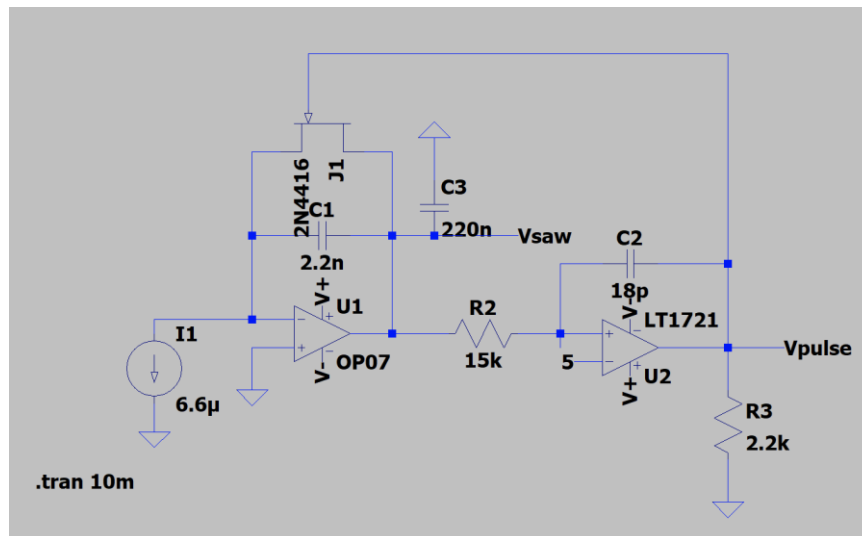 2N4416
J1
C1
2.2n
C3
220n
Vsaw
C2
18p
V+
U1
V-
OP07
I1
6.6µ
R2
15k
V-
LT1721
5
U2
V+
Vpulse
R3
2.2k
.tran 10m
+
−
−
+
+
−
−
+